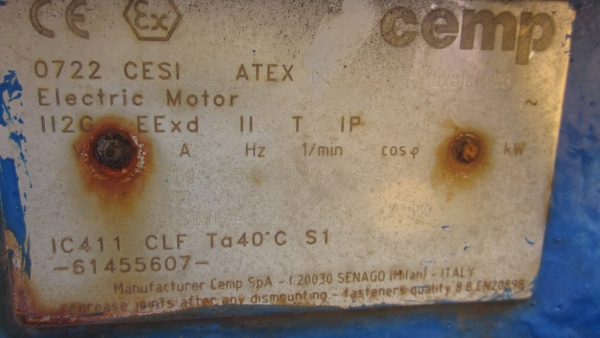 CE Ex cemp
0722 CESI ATEX
Electric Motor ~
II2G EExd II T IP
A Hz 1/min cosφ kW
IC411 CLF Ta40°C S1
-61455607-
Manufacturer Cemp SpA - I 20030 SENAGO (Milan) - ITALY
grease joints after any dismounting - fasteners quality 8.8 EN20898